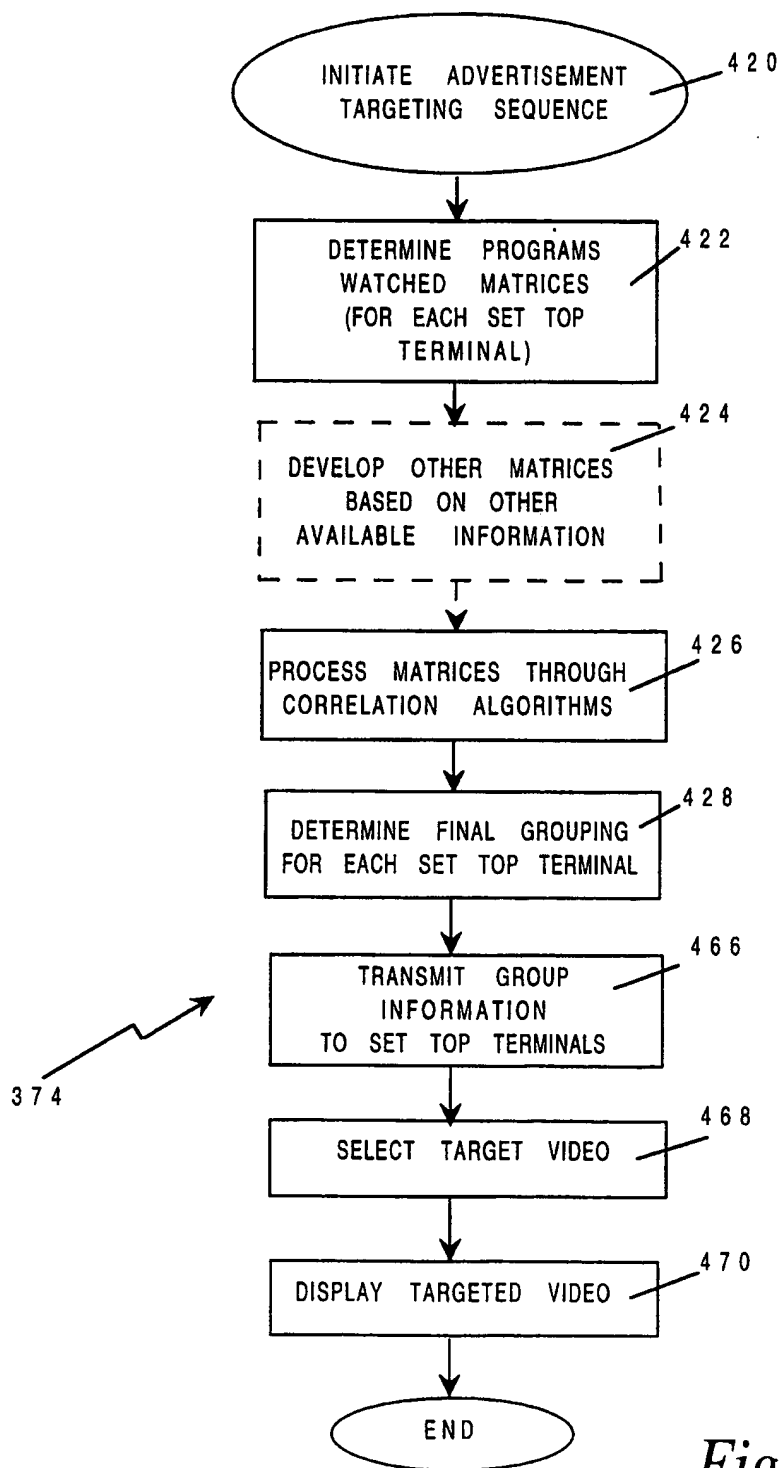 INITIATE ADVERTISEMENT
TARGETING SEQUENCE
420
DETERMINE PROGRAMS
WATCHED MATRICES
(FOR EACH SET TOP
TERMINAL)
422
DEVELOP OTHER MATRICES
BASED ON OTHER
AVAILABLE INFORMATION
424
PROCESS MATRICES THROUGH
CORRELATION ALGORITHMS
426
DETERMINE FINAL GROUPING
FOR EACH SET TOP TERMINAL
428
TRANSMIT GROUP
INFORMATION
TO SET TOP TERMINALS
466
374
SELECT TARGET VIDEO
468
DISPLAY TARGETED VIDEO
470
END
Fig